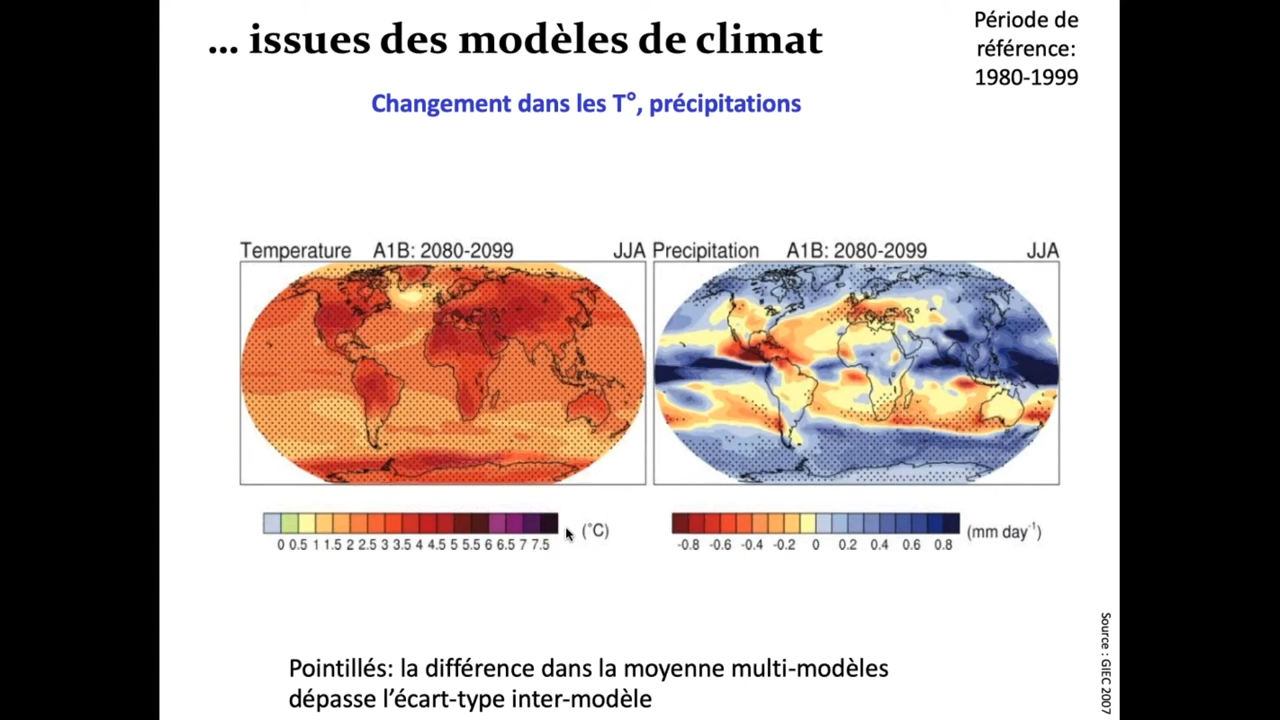 ... issues des modèles de climat
Période de
référence:
1980-1999
Changement dans les T°, précipitations
Temperature A1B: 2080-2099 JJA
Precipitation A1B: 2080-2099 JJA
0 0.5 1 1.5 2 2.5 3 3.5 4 4.5 5 5.5 6 6.5 7 7.5 (°C)
-0.8 -0.6 -0.4 -0.2 0 0.2 0.4 0.6 0.8 (mm day⁻¹)
Source : GIEC 2007
Pointillés: la différence dans la moyenne multi-modèles
dépasse l’écart-type inter-modèle